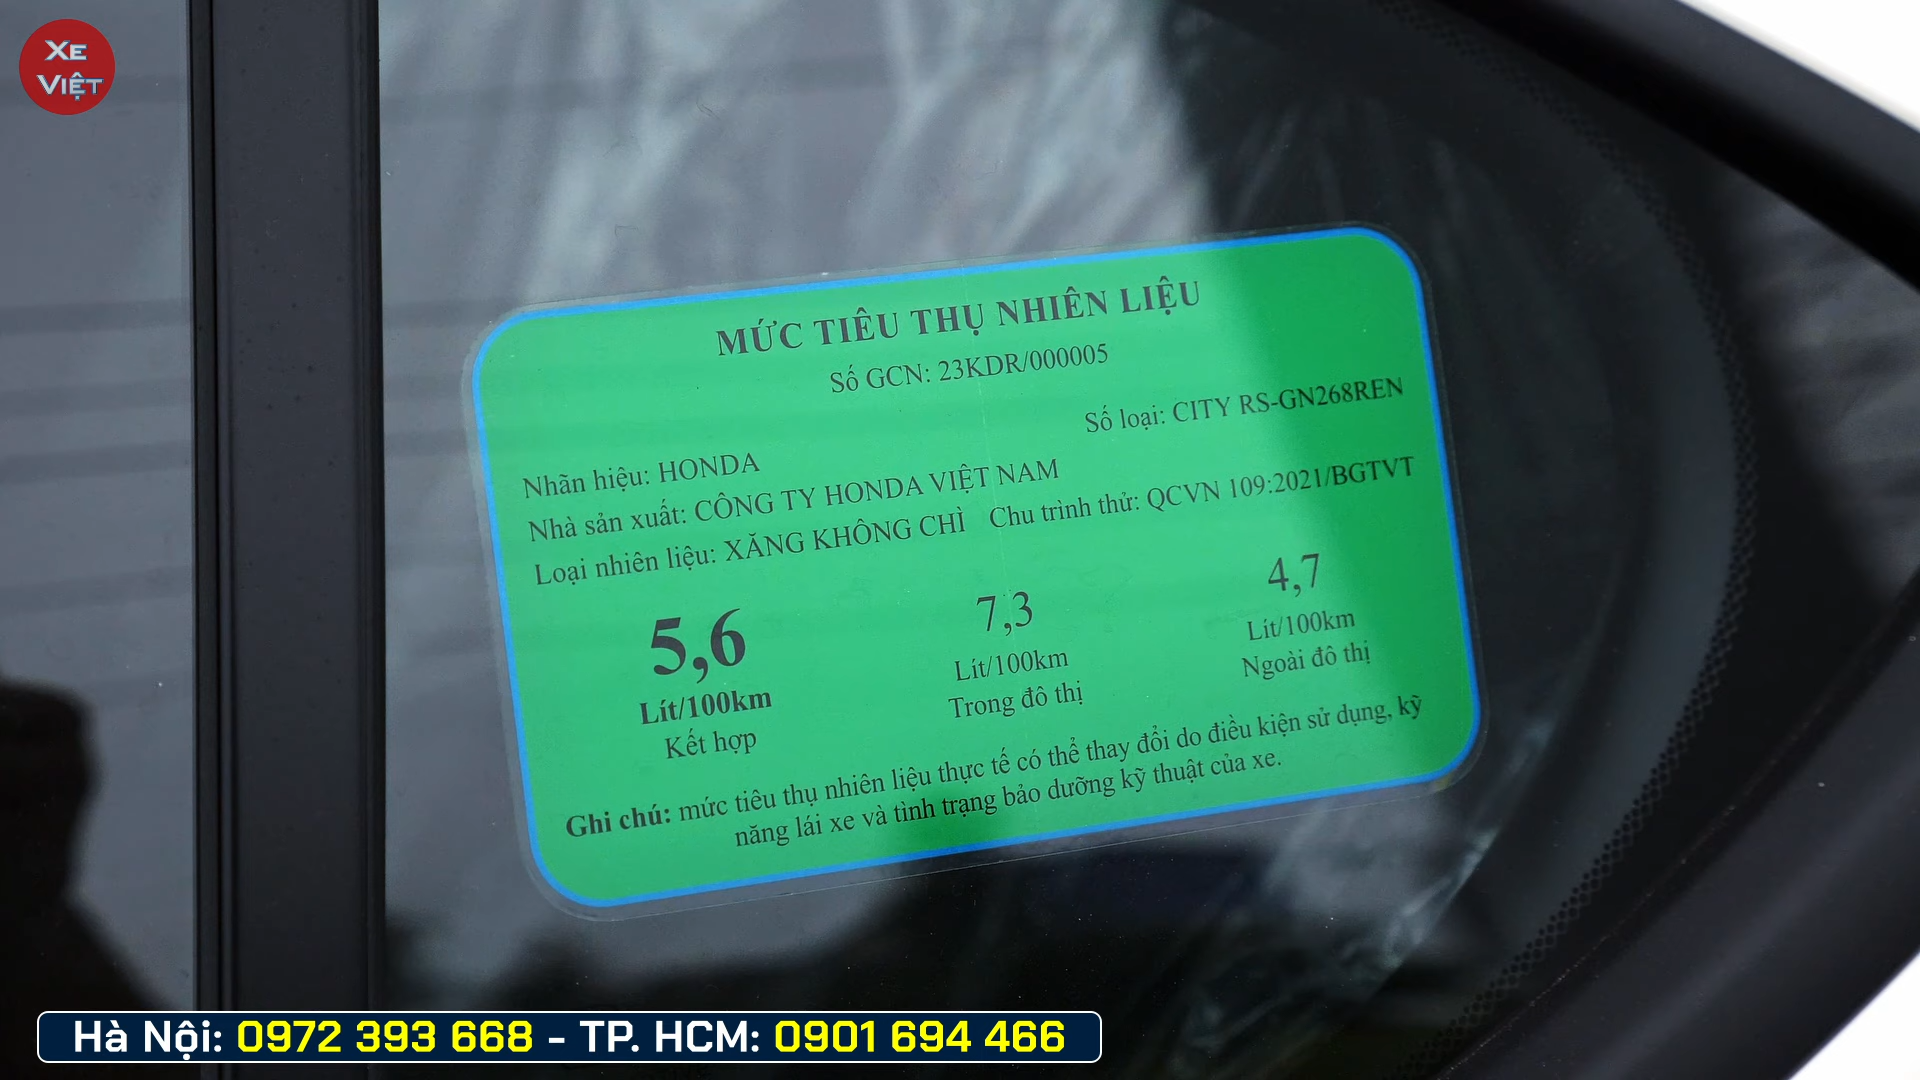 XE
VIỆT
MỨC TIÊU THỤ NHIÊN LIỆU
Số GCN: 23KDR/000005
Nhãn hiệu: HONDA Số loại: CITY RS-GN268REN
Nhà sản xuất: CÔNG TY HONDA VIỆT NAM
Loại nhiên liệu: XĂNG KHÔNG CHÌ Chu trình thử: QCVN 109:2021/BGTVT
5,6 7,3 4,7
Lít/100km Lít/100km Lít/100km
Kết hợp Trong đô thị Ngoài đô thị
Ghi chú: mức tiêu thụ nhiên liệu thực tế có thể thay đổi do điều kiện sử dụng, kỹ
năng lái xe và tình trạng bảo dưỡng kỹ thuật của xe.
Hà Nội: 0972 393 668 - TP. HCM: 0901 694 466